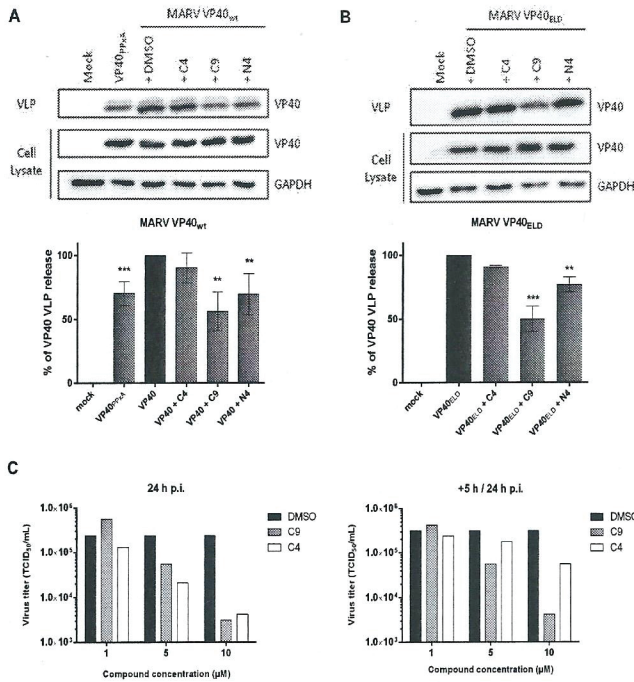 A
MARV VP40wt
Mock
VP40PPxA
+ DMSO
+ C4
+ C9
+ N4
VLP
VP40
Cell
Lysate
VP40
GAPDH
MARV VP40wt
% of VP40 VLP release
100
50
0
***
**
**
mock
VP40PPxA
VP40
VP40 + C4
VP40 + C9
VP40 + N4
B
MARV VP40ELD
Mock
+ DMSO
+ C4
+ C9
+ N4
VLP
VP40
Cell
Lysate
VP40
GAPDH
MARV VP40ELD
% of VP40 VLP release
100
50
0
***
**
mock
VP40ELD
VP40ELD + C4
VP40ELD + C9
VP40ELD + N4
C
24 h p.i.
Virus titer (TCID50/mL)
1.0×10⁶
1.0×10⁵
1.0×10⁴
1.0×10³
1
5
10
Compound concentration (µM)
DMSO
C9
C4
+5 h / 24 h p.i.
Virus titer (TCID50/mL)
1.0×10⁶
1.0×10⁵
1.0×10⁴
1.0×10³
1
5
10
Compound concentration (µM)
DMSO
C9
C4